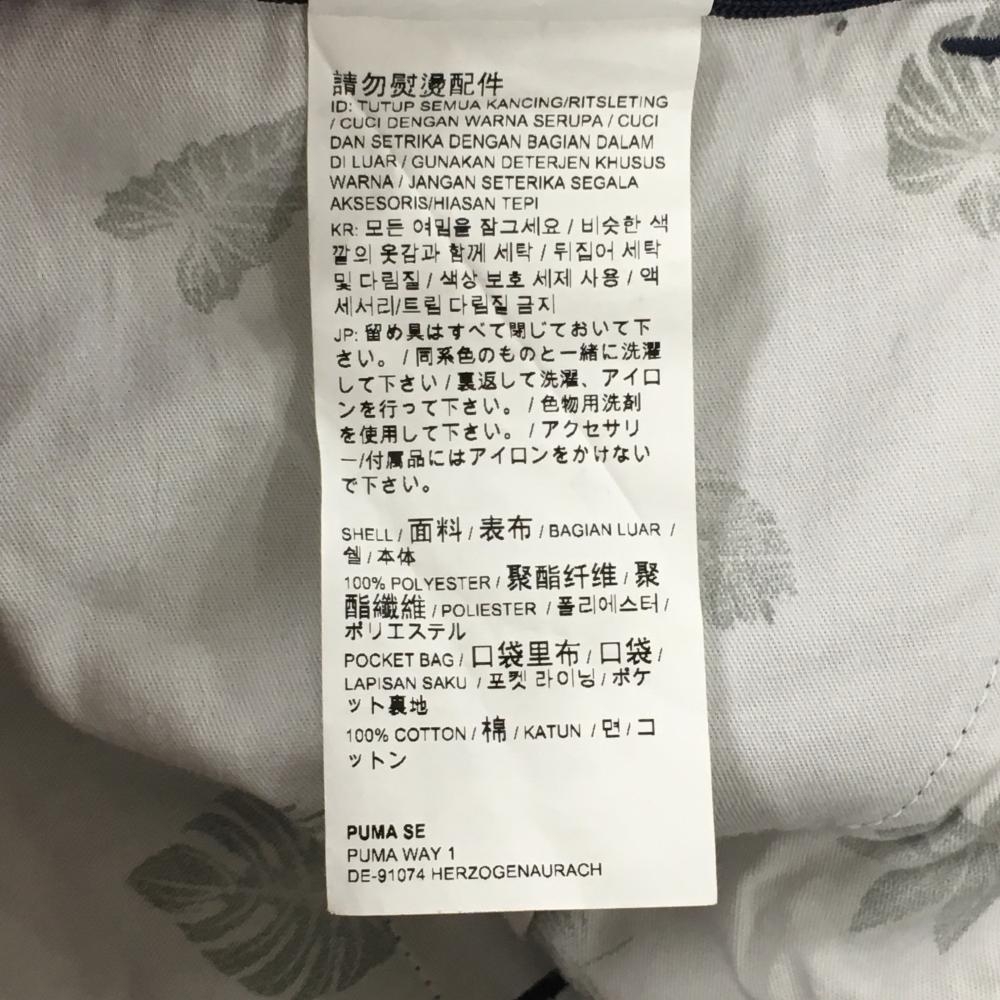 請勿熨燙配件
ID: TUTUP SEMUA KANCING/RITSLETING
/ CUCI DENGAN WARNA SERUPA / CUCI
DAN SETRIKA DENGAN BAGIAN DALAM
DI LUAR / GUNAKAN DETERJEN KHUSUS
WARNA / JANGAN SETERIKA SEGALA
AKSESORIS/HIASAN TEPI
KR: 모든 여밈을 잠그세요 / 비슷한 색
깔의 옷감과 함께 세탁 / 뒤집어 세탁
및 다림질 / 색상 보호 세제 사용 / 액
세서리/트림 다림질 금지
JP: 留め具はすべて閉じておいて下
さい。 / 同系色のものと一緒に洗濯
して下さい / 裏返して洗濯、アイロ
ンを行って下さい。 / 色物用洗剤
を使用して下さい。 / アクセサリ
ー/付属品にはアイロンをかけない
で下さい。
SHELL / 面料 / 表布 / BAGIAN LUAR /
쉘 / 本体
100% POLYESTER / 聚酯纤维 / 聚
酯纖維 / POLIESTER / 폴리에스터 /
ポリエステル
POCKET BAG / 口袋里布 / 口袋 /
LAPISAN SAKU / 포켓 라이닝 / ポケ
ット裏地
100% COTTON / 棉 / KATUN / 면 / コ
ットン
PUMA SE
PUMA WAY 1
DE-91074 HERZOGENAURACH